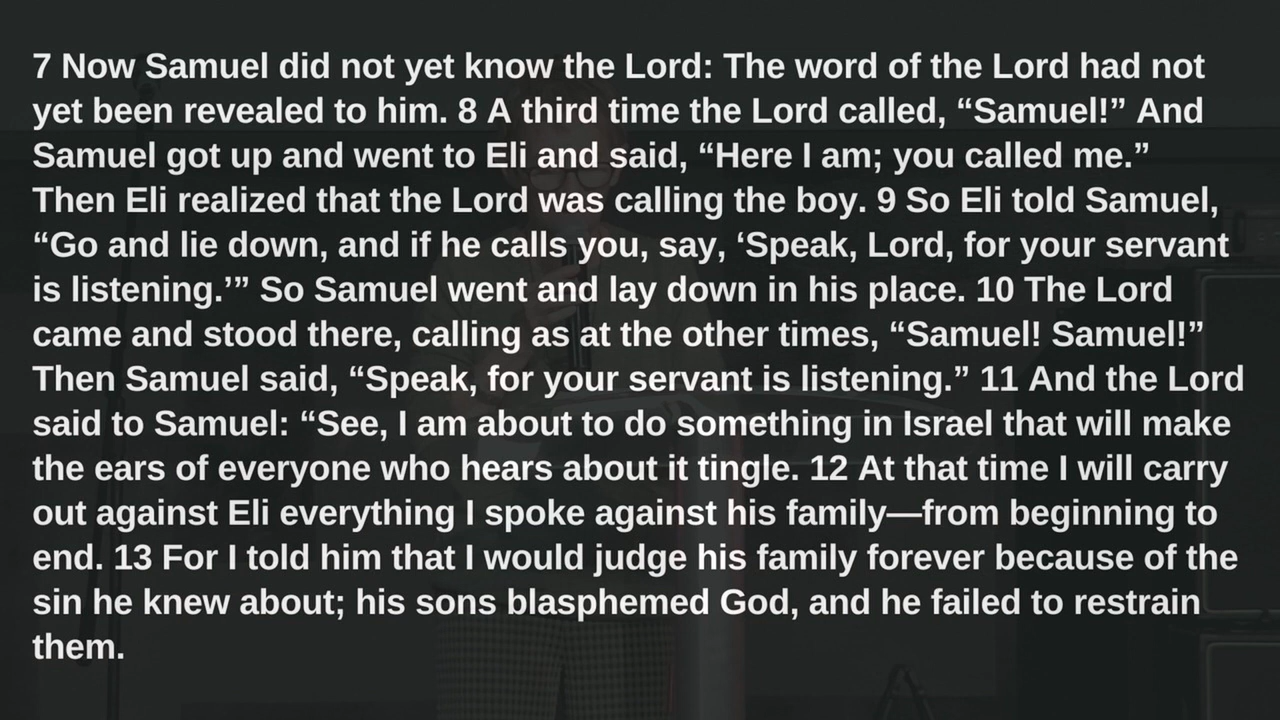 7 Now Samuel did not yet know the Lord: The word of the Lord had not
yet been revealed to him. 8 A third time the Lord called, “Samuel!” And
Samuel got up and went to Eli and said, “Here I am; you called me.”
Then Eli realized that the Lord was calling the boy. 9 So Eli told Samuel,
“Go and lie down, and if he calls you, say, ‘Speak, Lord, for your servant
is listening.’” So Samuel went and lay down in his place. 10 The Lord
came and stood there, calling as at the other times, “Samuel! Samuel!”
Then Samuel said, “Speak, for your servant is listening.” 11 And the Lord
said to Samuel: “See, I am about to do something in Israel that will make
the ears of everyone who hears about it tingle. 12 At that time I will carry
out against Eli everything I spoke against his family—from beginning to
end. 13 For I told him that I would judge his family forever because of the
sin he knew about; his sons blasphemed God, and he failed to restrain
them.